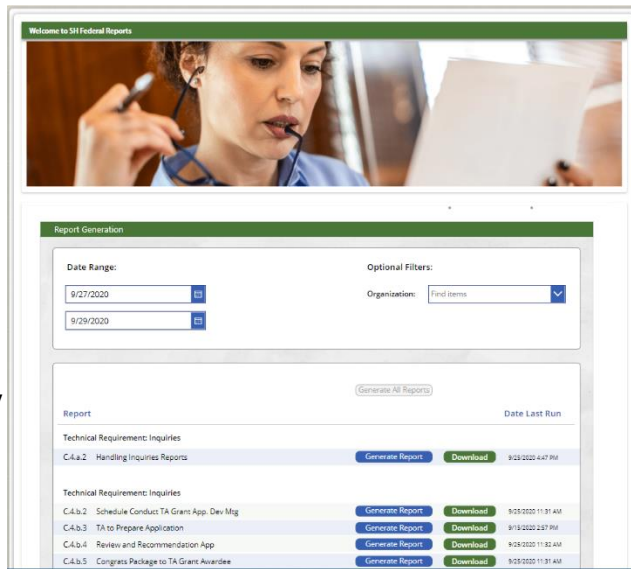 Welcome to SH Federal Reports
Report Generation
Date Range: Optional Filters:
9/27/2020 Organization: Find items
9/29/2020
Generate All Reports
Report Date Last Run
Technical Requirement: Inquiries
C.4.a.2 Handling Inquiries Reports Generate Report Download 9/25/2020 4:47 PM
Technical Requirement: Inquiries
C.4.b.2 Schedule Conduct TA Grant App. Dev Mtg Generate Report Download 9/25/2020 11:31 AM
C.4.b.3 TA to Prepare Application Generate Report Download 9/15/2020 2:57 PM
C.4.b.4 Review and Recommendation App Generate Report Download 9/25/2020 11:32 AM
C.4.b.5 Congrats Package to TA Grant Awardee Generate Report Download 9/25/2020 11:31 AM